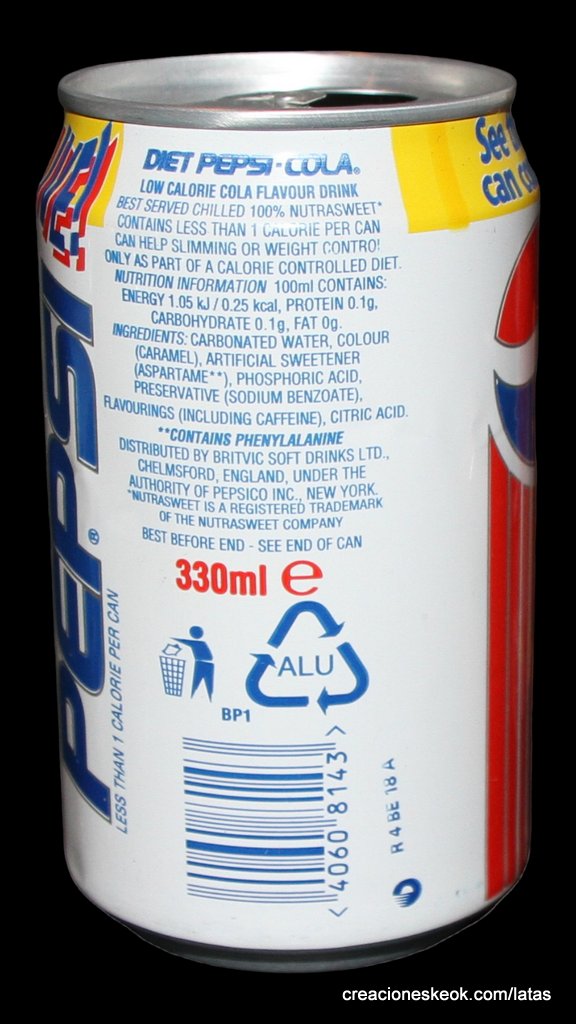 DIET PEPSI-COLA®
LOW CALORIE COLA FLAVOUR DRINK
BEST SERVED CHILLED 100% NUTRASWEET*
CONTAINS LESS THAN 1 CALORIE PER CAN
CAN HELP SLIMMING OR WEIGHT CONTROL
ONLY AS PART OF A CALORIE CONTROLLED DIET.
NUTRITION INFORMATION 100ml CONTAINS:
ENERGY 1.05 kJ / 0.25 kcal, PROTEIN 0.1g,
CARBOHYDRATE 0.1g, FAT 0g.
INGREDIENTS: CARBONATED WATER, COLOUR
(CARAMEL), ARTIFICIAL SWEETENER
(ASPARTAME**), PHOSPHORIC ACID,
PRESERVATIVE (SODIUM BENZOATE),
FLAVOURINGS (INCLUDING CAFFEINE), CITRIC ACID.
**CONTAINS PHENYLALANINE
DISTRIBUTED BY BRITVIC SOFT DRINKS LTD.,
CHELMSFORD, ENGLAND, UNDER THE
AUTHORITY OF PEPSICO INC., NEW YORK.
*NUTRASWEET IS A REGISTERED TRADEMARK
OF THE NUTRASWEET COMPANY
BEST BEFORE END - SEE END OF CAN
330ml e
ALU
BP1
< 4060 8143 >
R 4 BE 18 A
PEPSI®
LESS THAN 1 CALORIE PER CAN
See
can
creacioneskeok.com/latas